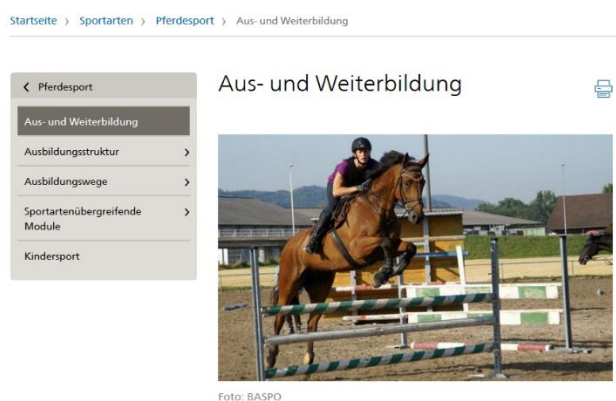 Startseite > Sportarten > Pferdesport > Aus- und Weiterbildung
Pferdesport
Aus- und Weiterbildung
Ausbildungsstruktur
Ausbildungswege
Sportartenübergreifende
Module
Kindersport
Aus- und Weiterbildung
Foto: BASPO